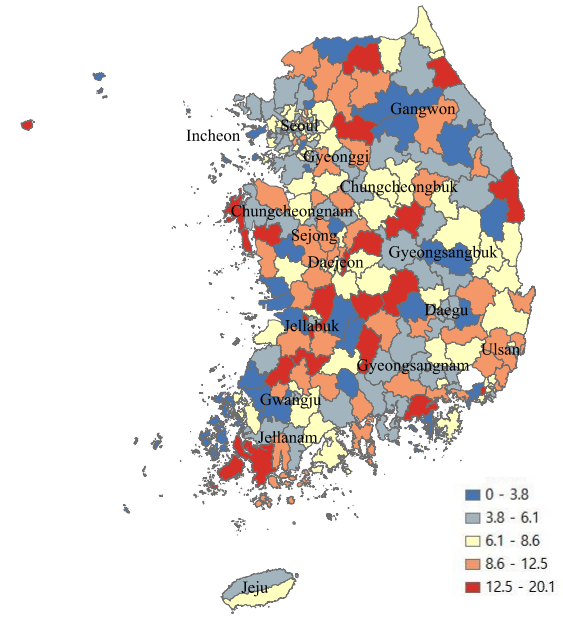 Gangwon
Seoul
Incheon
Gyeonggi
Chungcheongbuk
Chungcheongnam
Sejong
Gyeongsangbuk
Daejeon
Daegu
Jellabuk
Ulsan
Gyeongsangnam
Gwangju
Jellanam
Jeju
0 - 3.8
3.8 - 6.1
6.1 - 8.6
8.6 - 12.5
12.5 - 20.1